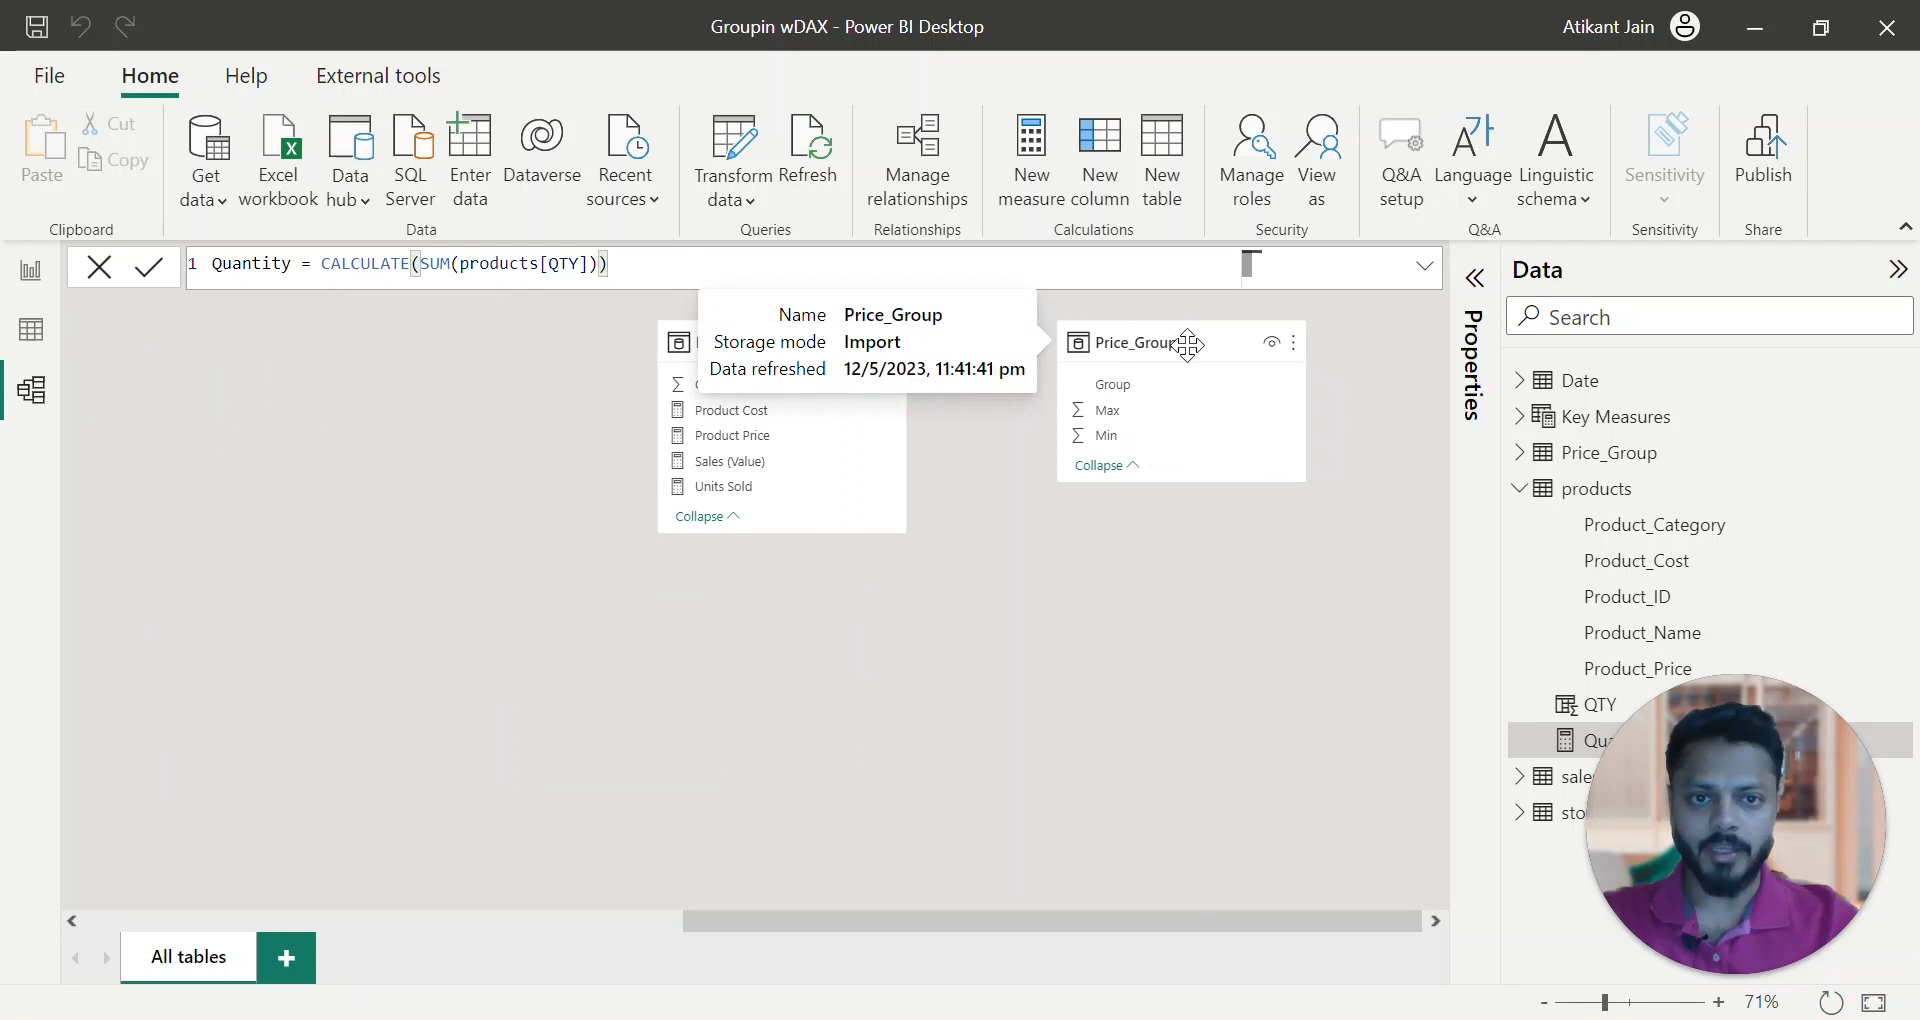 Groupin wDAX - Power BI Desktop
Atikant Jain
File
Home
Help
External tools
Paste
Cut
Copy
Get data
Excel workbook
Data hub
SQL Server
Enter data
Dataverse
Recent sources
Transform data
Refresh
Manage relationships
New measure
New column
New table
Manage roles
View as
Q&A setup
Language
Linguistic schema
Sensitivity
Publish
Clipboard
Data
Queries
Relationships
Calculations
Security
Q&A
Sensitivity
Share
1 Quantity = CALCULATE(SUM(products[QTY]))
Name Price_Group
Storage mode Import
Data refreshed 12/5/2023, 11:41:41 pm
Product Cost
Product Price
Sales (Value)
Units Sold
Collapse
Price_Group
Group
Max
Min
Collapse
Properties
Data
Search
Date
Key Measures
Price_Group
products
Product_Category
Product_Cost
Product_ID
Product_Name
Product_Price
QTY
Qua
sale
sto
All tables
+
- + 71%